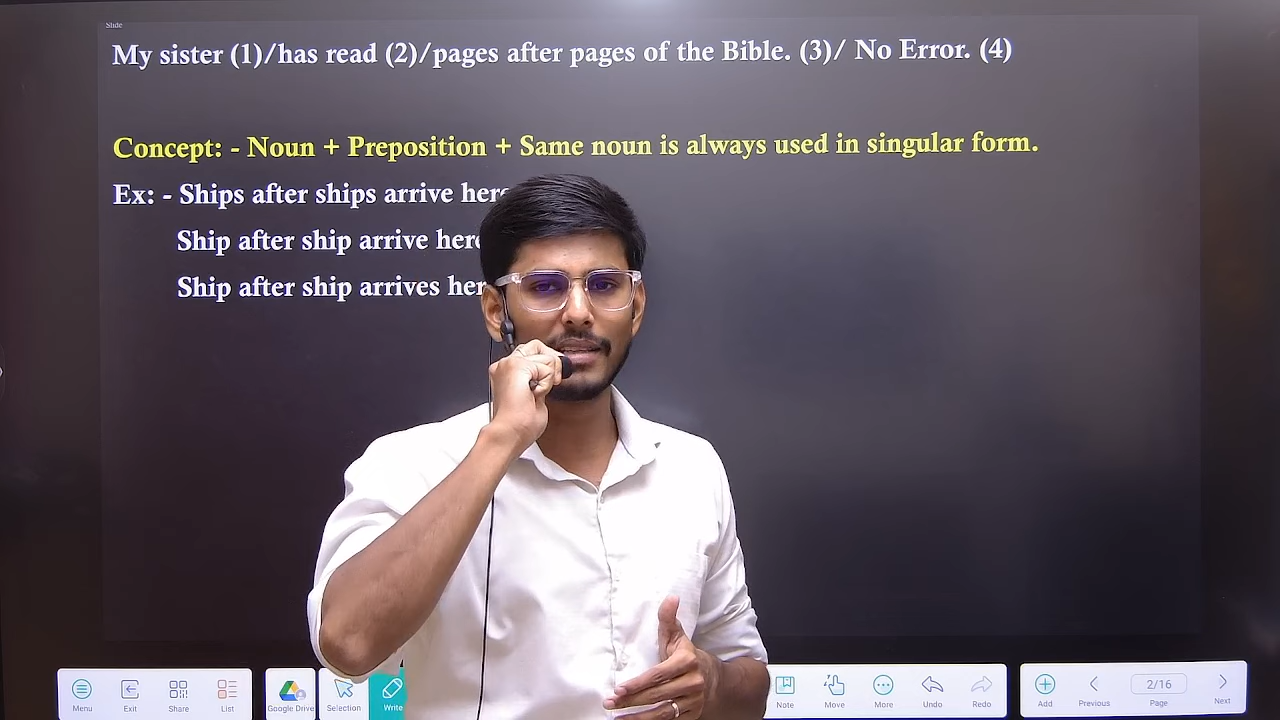 Slide
My sister (1)/has read (2)/pages after pages of the Bible. (3)/ No Error. (4)
Concept: - Noun + Preposition + Same noun is always used in singular form.
Ex: - Ships after ships arrive here
Ship after ship arrive here
Ship after ship arrives her
Menu Exit Share List Google Drive Selection Write Note Move More Undo Redo Add Previous 2/16 Page Next